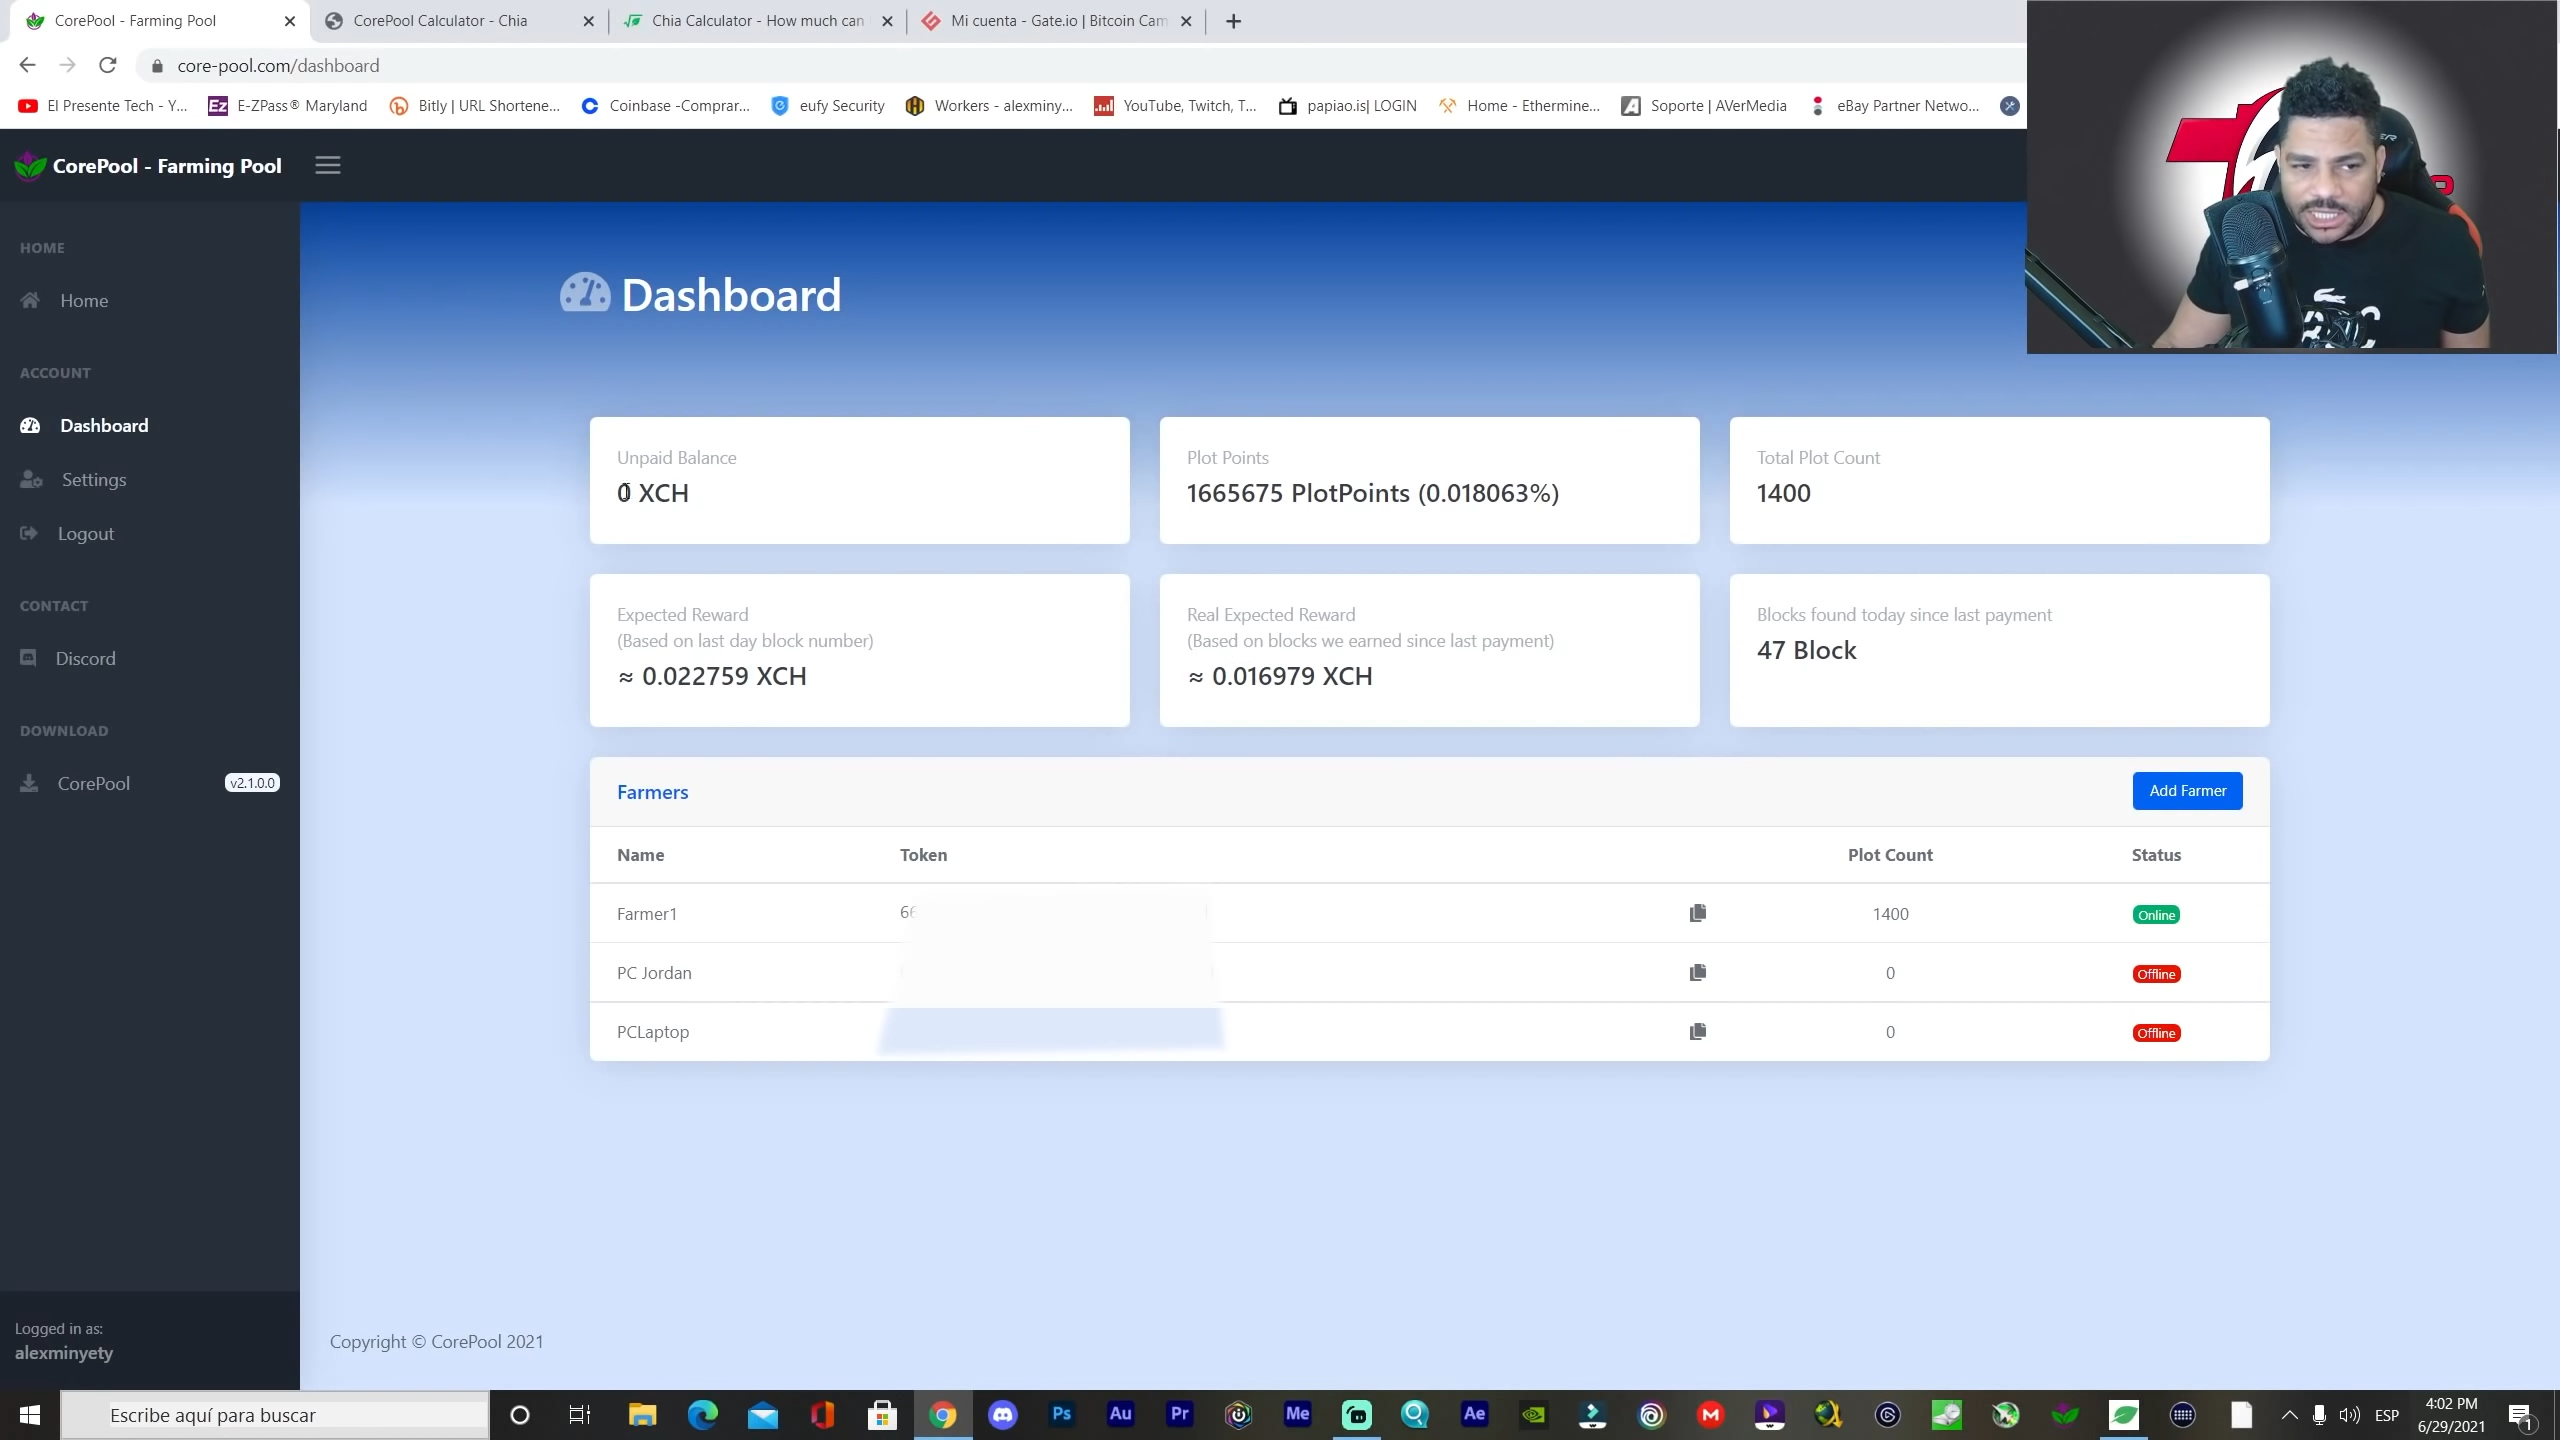 CorePool - Farming Pool
CorePool Calculator - Chia
Chia Calculator - How much can
Mi cuenta - Gate.io | Bitcoin Cam
core-pool.com/dashboard
El Presente Tech - Y...
E-ZPass® Maryland
Bitly | URL Shortene...
Coinbase -Comprar...
eufy Security
Workers - alexminy...
YouTube, Twitch, T...
papiao.is| LOGIN
Home - Ethermine...
Soporte | AVerMedia
eBay Partner Netwo...
CorePool - Farming Pool
HOME
Home
ACCOUNT
Dashboard
Settings
Logout
CONTACT
Discord
DOWNLOAD
CorePool v2.1.0.0
Logged in as:
alexminyety
Dashboard
Unpaid Balance
0 XCH
Plot Points
1665675 PlotPoints (0.018063%)
Total Plot Count
1400
Expected Reward
(Based on last day block number)
≈ 0.022759 XCH
Real Expected Reward
(Based on blocks we earned since last payment)
≈ 0.016979 XCH
Blocks found today since last payment
47 Block
Farmers
Add Farmer
Name Token Plot Count Status
Farmer1 66 1400 Online
PC Jordan 0 Offline
PCLaptop 0 Offline
Copyright © CorePool 2021
Escribe aquí para buscar
Ps
Au
Pr
Me
Ae
ESP
4:02 PM
6/29/2021
1